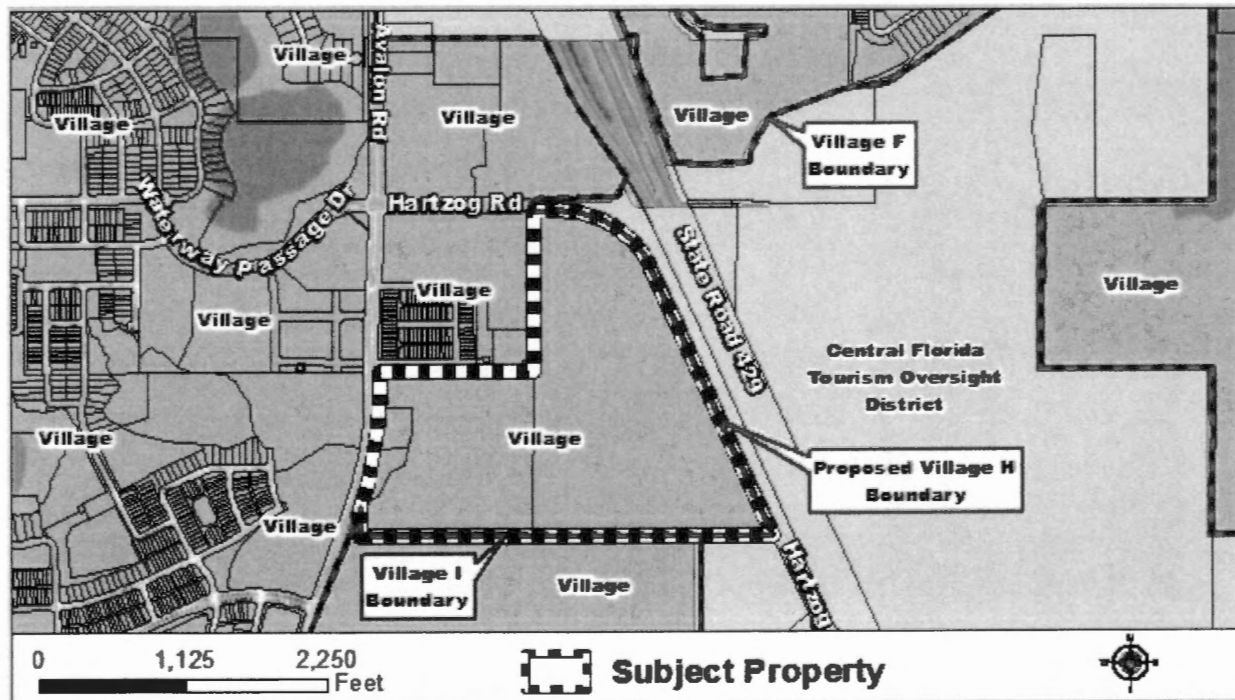 Avalon Rd
Village
Village
Village
Village
Village F
Boundary
Hartzog Rd
Waterway Passage Dr
State Road 429
Village
Village
Village
Central Florida
Tourism Oversight
District
Village
Village
Proposed Village H
Boundary
Village
Village I
Boundary
Village
Hartzog
0 1,125 2,250
Feet
Subject Property